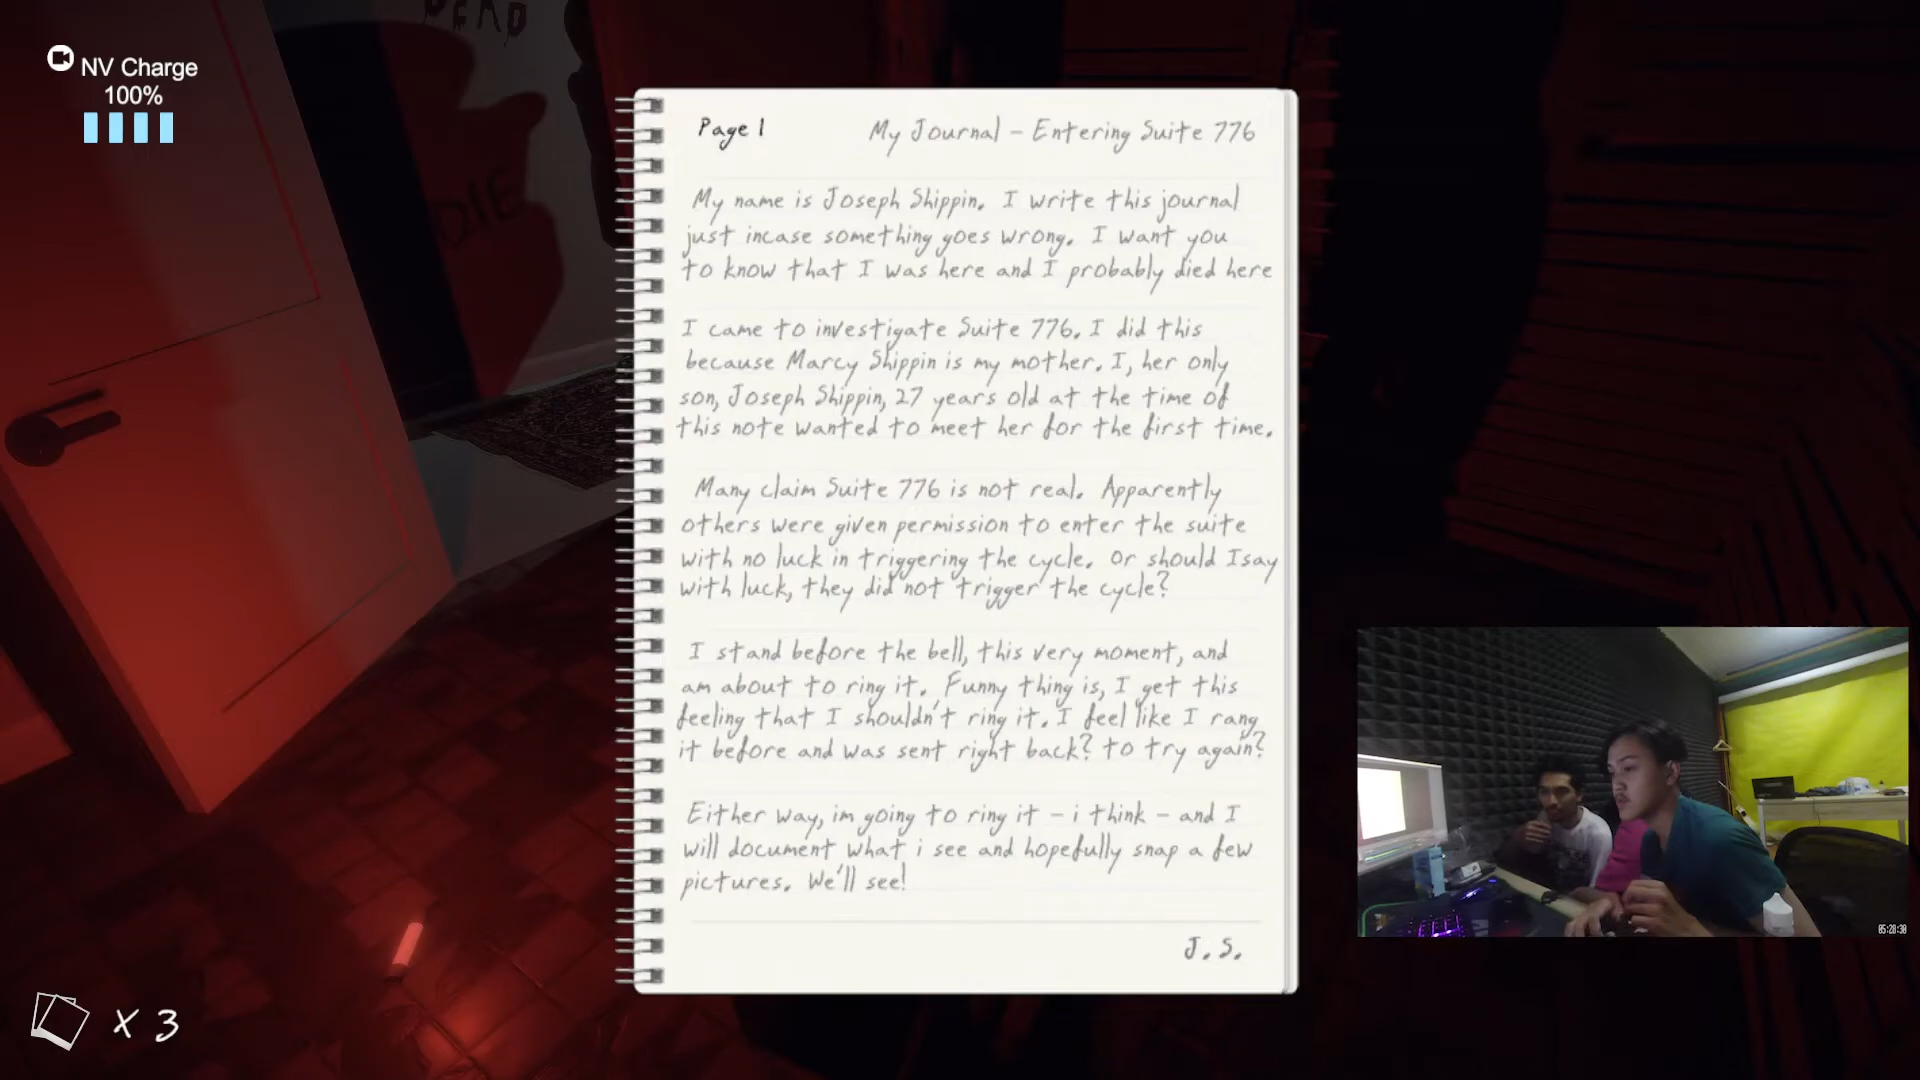 DEAD
NV Charge
100%
DIE
Page 1
My Journal - Entering Suite 776
My name is Joseph Shippin. I write this journal
just incase something goes wrong. I want you
to know that I was here and I probably died here
I came to investigate Suite 776. I did this
because Marcy Shippin is my mother. I, her only
son, Joseph Shippin, 27 years old at the time of
this note wanted to meet her for the first time.
Many claim Suite 776 is not real. Apparently
others were given permission to enter the suite
with no luck in triggering the cycle. Or should I say
with luck, they did not trigger the cycle?
I stand before the bell, this very moment, and
am about to ring it. Funny thing is, I get this
feeling that I shouldn't ring it. I feel like I rang
it before and was sent right back? to try again?
Either way, im going to ring it - i think - and I
will document what i see and hopefully snap a few
pictures. We'll see!
J.S.
X 3
05:28:30